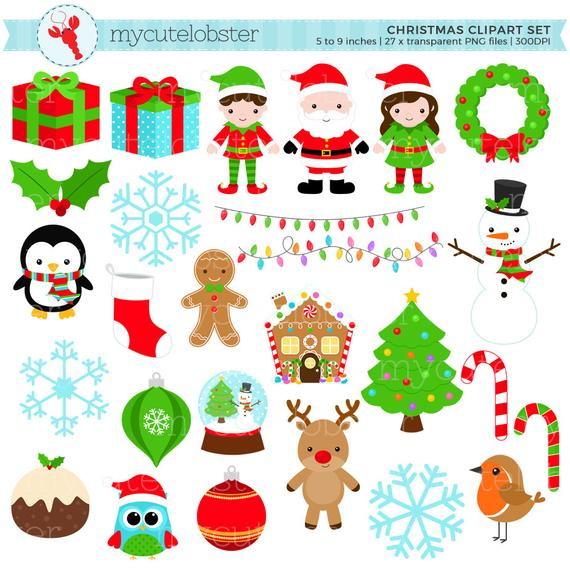 mycutelobster
CHRISTMAS CLIPART SET
5 to 9 inches | 27 x transparent PNG files | 300DPI